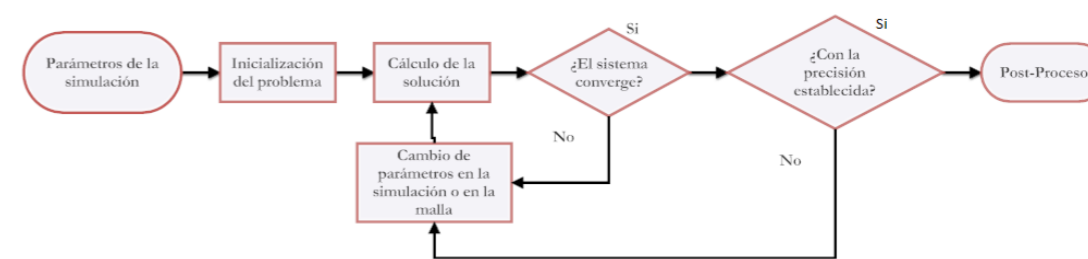 Parámetros de la
simulación
Inicialización
del problema
Cálculo de la
solución
Si
¿El sistema
converge?
No
Si
¿Con la
precisión
establecida?
No
Post-Proceso
Cambio de
parámetros en la
simulación o en la
malla